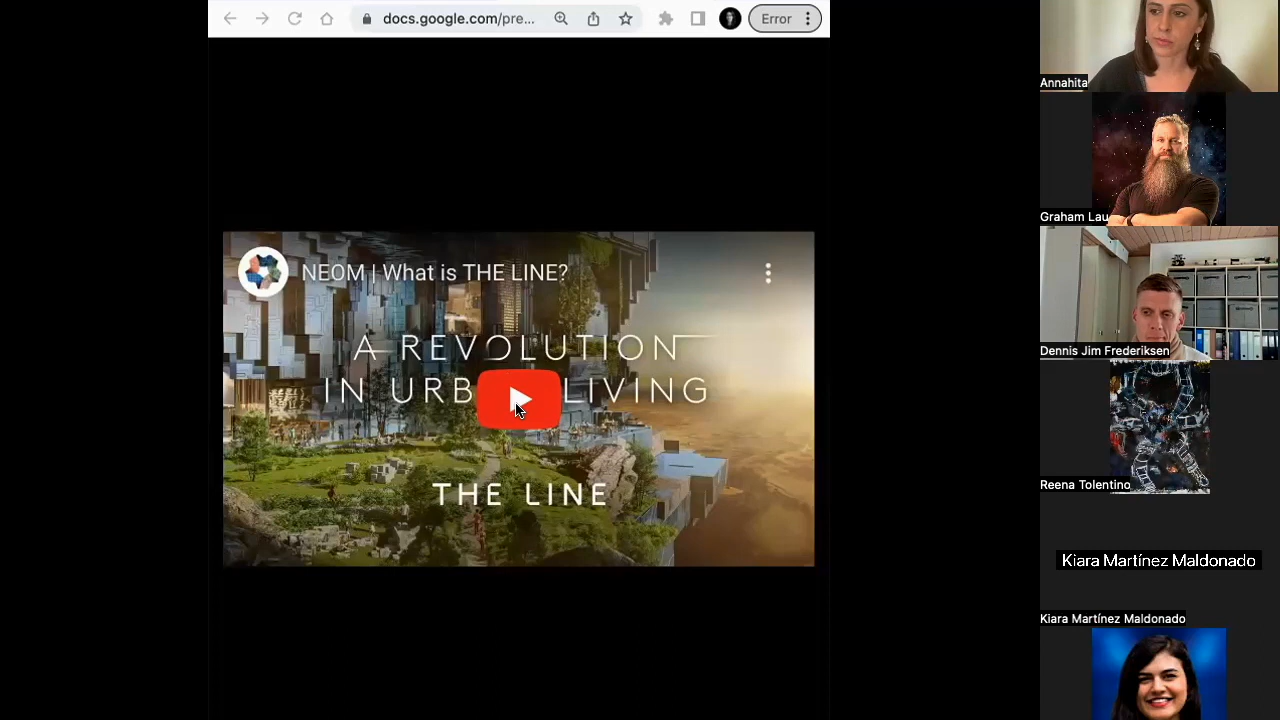 docs.google.com/pre...
Error
NEOM | What is THE LINE?
A REVOLUTION
IN URB LIVING
THE LINE
Annahita
Graham Lau
Dennis Jim Frederiksen
Reena Tolentino
Kiara Martínez Maldonado
Kiara Martínez Maldonado